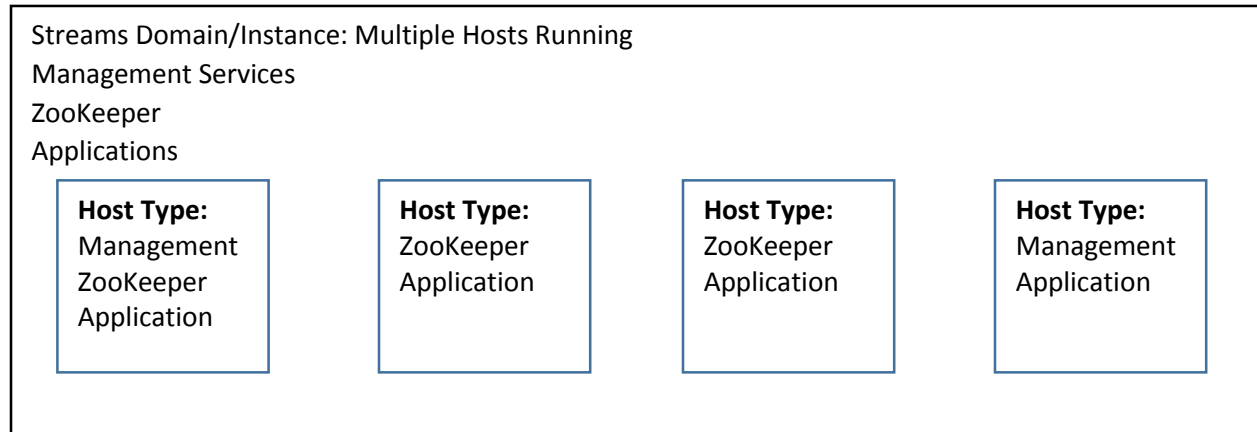 Streams Domain/Instance: Multiple Hosts Running
Management Services
ZooKeeper
Applications
Host Type:
Management
ZooKeeper
Application
Host Type:
ZooKeeper
Application
Host Type:
ZooKeeper
Application
Host Type:
Management
Application